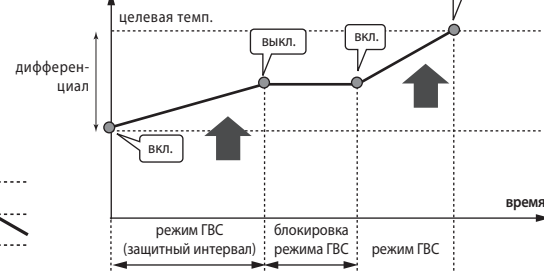 целевая темп.
выкл.
вкл.
дифферен-
циал
вкл.
время
режим ГВС
(защитный интервал)
блокировка
режима ГВС
режим ГВС